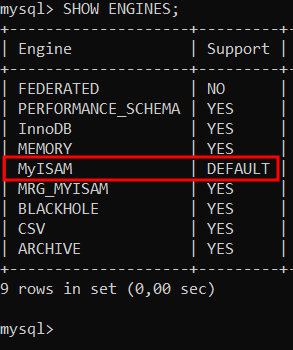 mysql> SHOW ENGINES;
+--------------------+---------+
| Engine             | Support |
+--------------------+---------+
| FEDERATED          | NO      |
| PERFORMANCE_SCHEMA | YES     |
| InnoDB             | YES     |
| MEMORY             | YES     |
| MyISAM             | DEFAULT |
| MRG_MYISAM         | YES     |
| BLACKHOLE          | YES     |
| CSV                | YES     |
| ARCHIVE            | YES     |
+--------------------+---------+
9 rows in set (0,00 sec)
mysql>